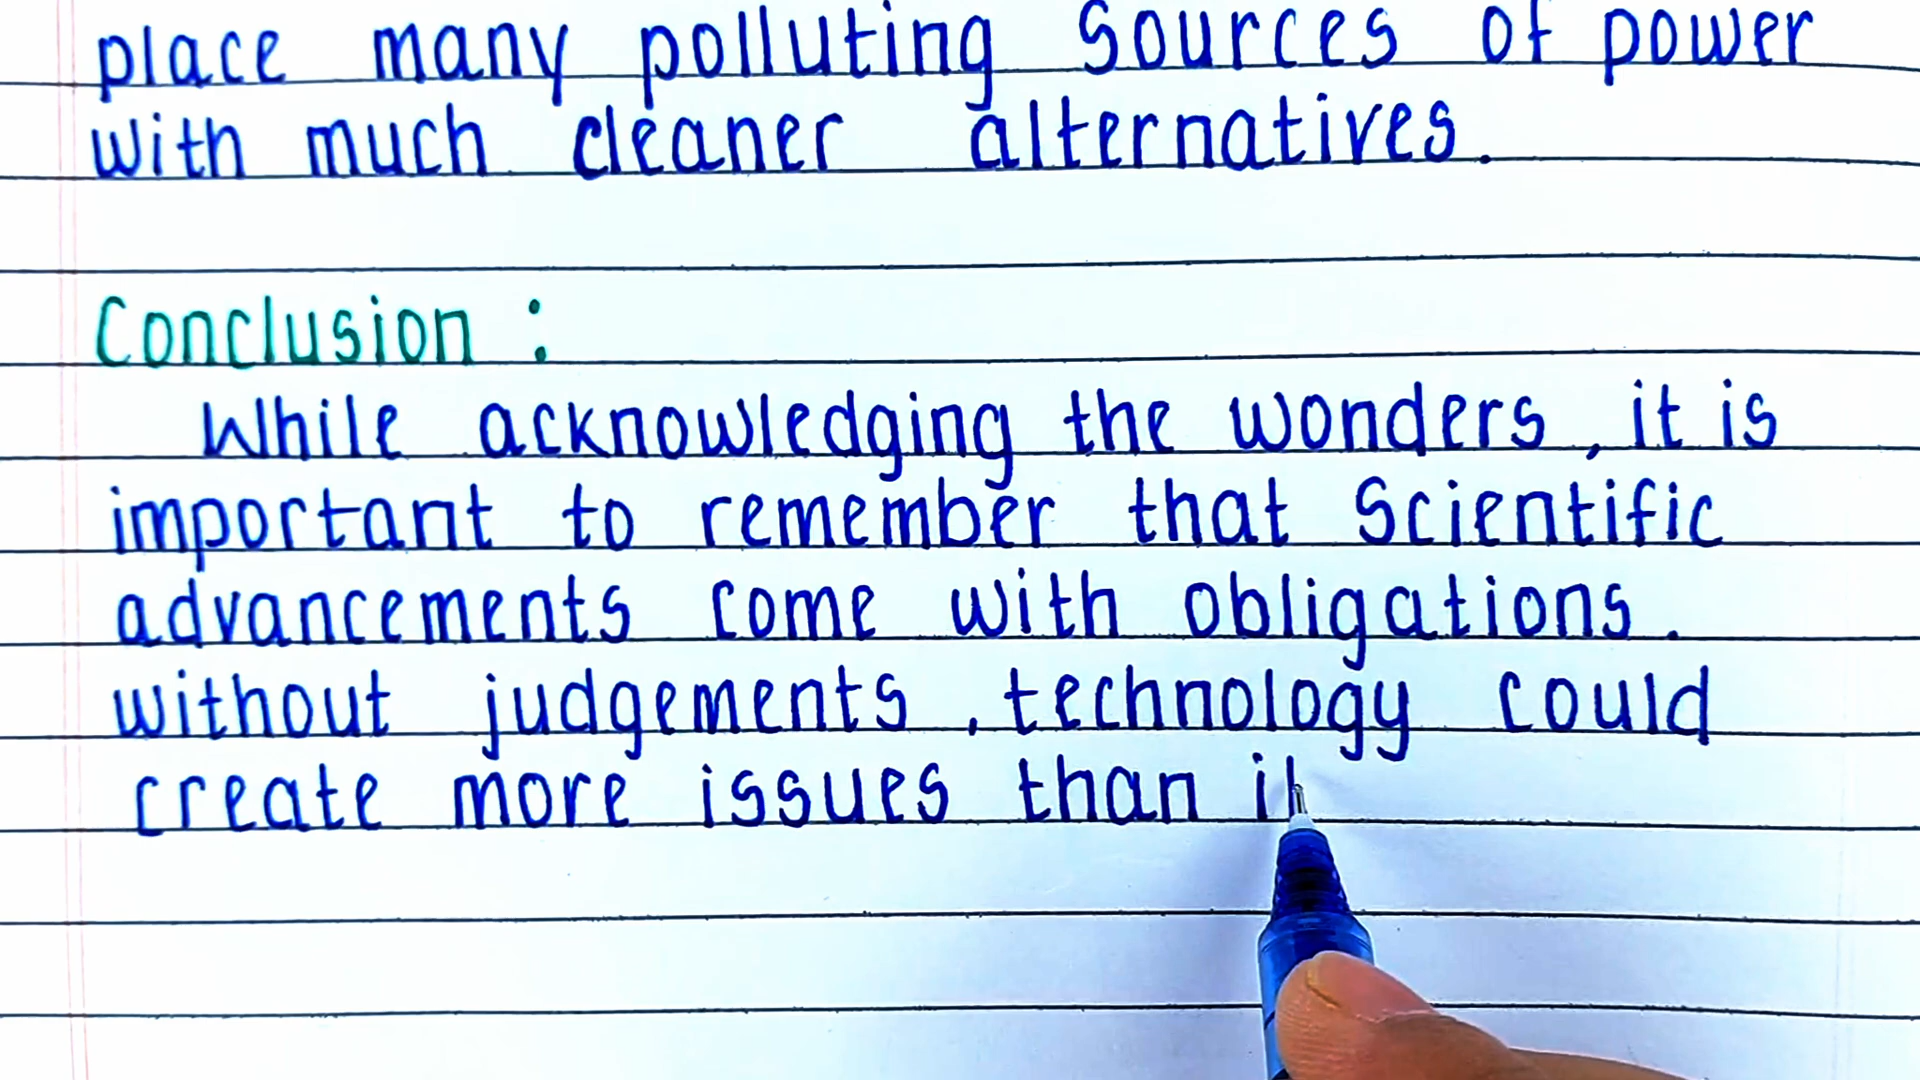 place many polluting sources of power
with much cleaner alternatives.
Conclusion :
While acknowledging the wonders, it is
important to remember that scientific
advancements come with obligations.
without judgements, technology could
create more issues than